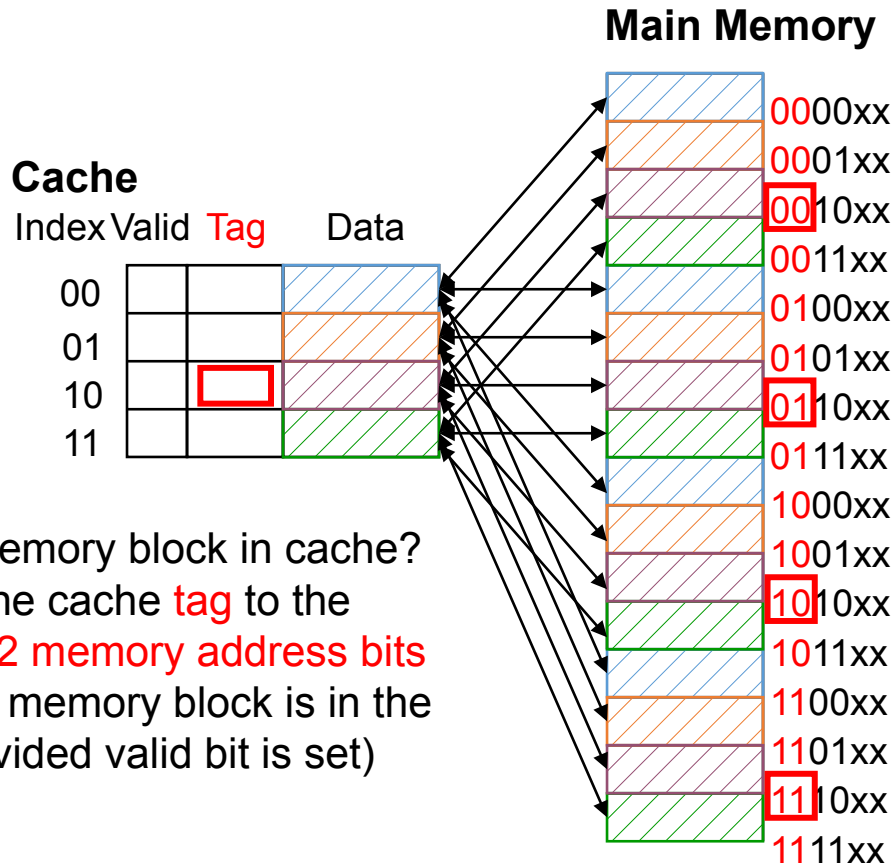 Main Memory
Cache
Index Valid Tag Data
00
01
10
11
0000xx
0001xx
0010xx
0011xx
0100xx
0101xx
0110xx
0111xx
1000xx
1001xx
1010xx
1011xx
1100xx
1101xx
1110xx
1111xx
emory block in cache?
he cache tag to the
2 memory address bits
memory block is in the
vided valid bit is set)